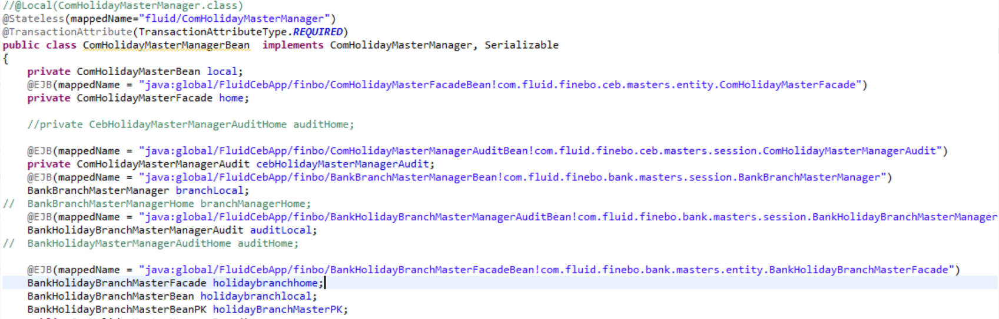 //@Local(ComHolidayMasterManager.class)
@Stateless(mappedName="fluid/ComHolidayMasterManager")
@TransactionAttribute(TransactionAttributeType.REQUIRED)
public class ComHolidayMasterManagerBean  implements ComHolidayMasterManager, Serializable
{
    private ComHolidayMasterBean local;
    @EJB(mappedName = "java:global/FluidCebApp/finbo/ComHolidayMasterFacadeBean!com.fluid.finebo.ceb.masters.entity.ComHolidayMasterFacade")
    private ComHolidayMasterFacade home;
    //private CebHolidayMasterManagerAuditHome auditHome;
    @EJB(mappedName = "java:global/FluidCebApp/finbo/ComHolidayMasterManagerAuditBean!com.fluid.finebo.ceb.masters.session.ComHolidayMasterManagerAudit")
    private ComHolidayMasterManagerAudit cebHolidayMasterManagerAudit;
    @EJB(mappedName = "java:global/FluidCebApp/finbo/BankBranchMasterManagerBean!com.fluid.finebo.bank.masters.session.BankBranchMasterManager")
    BankBranchMasterManager branchLocal;
//  BankBranchMasterManagerHome branchManagerHome;
    @EJB(mappedName = "java:global/FluidCebApp/finbo/BankHolidayBranchMasterManagerAuditBean!com.fluid.finebo.bank.masters.session.BankHolidayBranchMasterManager
    BankHolidayBranchMasterManagerAudit auditLocal;
//  BankHolidayMasterManagerAuditHome auditHome;
    @EJB(mappedName = "java:global/FluidCebApp/finbo/BankHolidayBranchMasterFacadeBean!com.fluid.finebo.bank.masters.entity.BankHolidayBranchMasterFacade")
    BankHolidayBranchMasterFacade holidaybranchhome;
    BankHolidayBranchMasterBean holidaybranchlocal;
    BankHolidayBranchMasterBeanPK holidayBranchMasterPK;